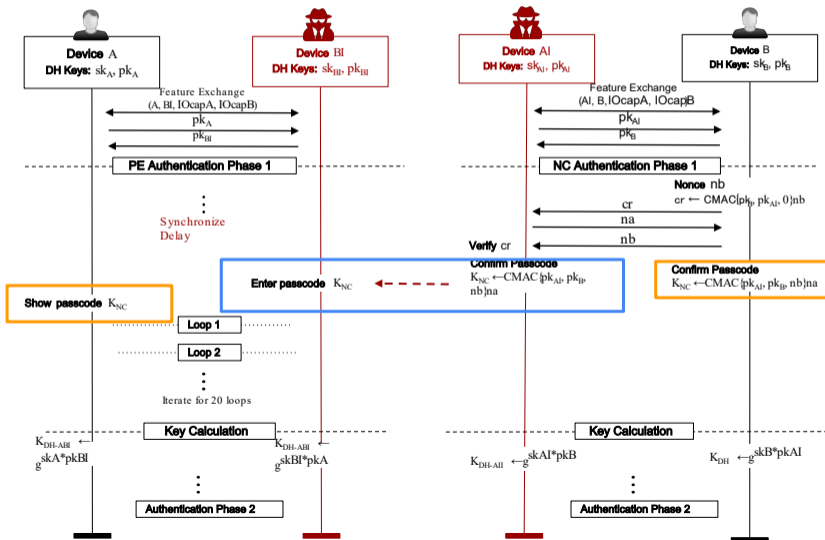 Device A
DH Keys: skA, pkA
Device BI
DH Keys: skBI, pkBI
Device AI
DH Keys: skAI, pkAI
Device B
DH Keys: skB, pkB
Feature Exchange
(A, BI, IOcapA, IOcapB)
pkA
pkBI
Feature Exchange
(AI, B, IOcapA, IOcapB)
pkAI
pkB
PE Authentication Phase 1
NC Authentication Phase 1
Synchronize
Delay
Nonce nb
cr ← CMAC{pkB, pkAI, 0}nb
cr
na
nb
Verify cr
Confirm Passcode
KNC ←CMAC{pkAI, pkB,
nb}na
Enter passcode KNC
Confirm Passcode
KNC ←CMAC{pkAI, pkB, nb}na
Show passcode KNC
Loop 1
Loop 2
Iterate for 20 loops
Key Calculation
Key Calculation
KDH-ABI ←
gskA*pkBI
KDH-ABI ←
gskBI*pkA
KDH-AII ←gskAI*pkB
KDH ←gskB*pkAI
Authentication Phase 2
Authentication Phase 2